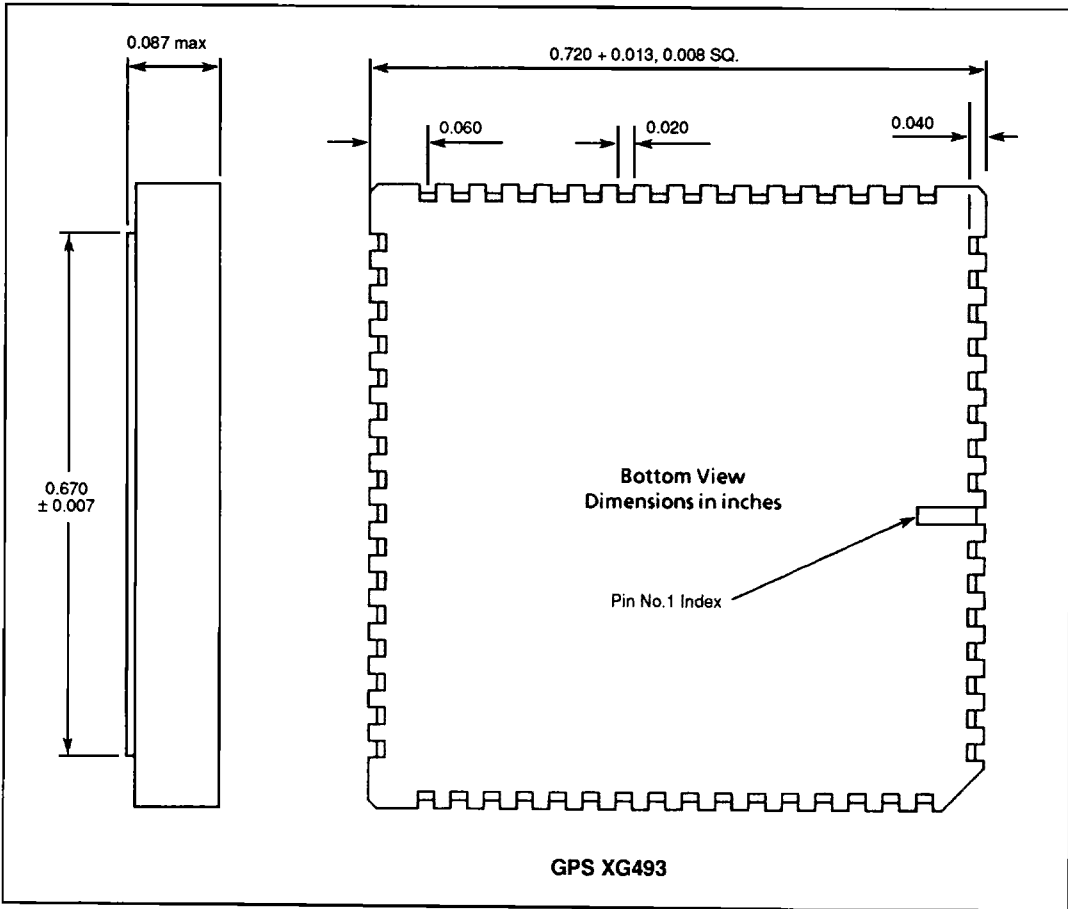 0.087 max
0.720 + 0.013, 0.008 SQ.
0.060
0.020
0.040
0.670
± 0.007
Bottom View
Dimensions in inches
Pin No.1 Index
GPS XG493